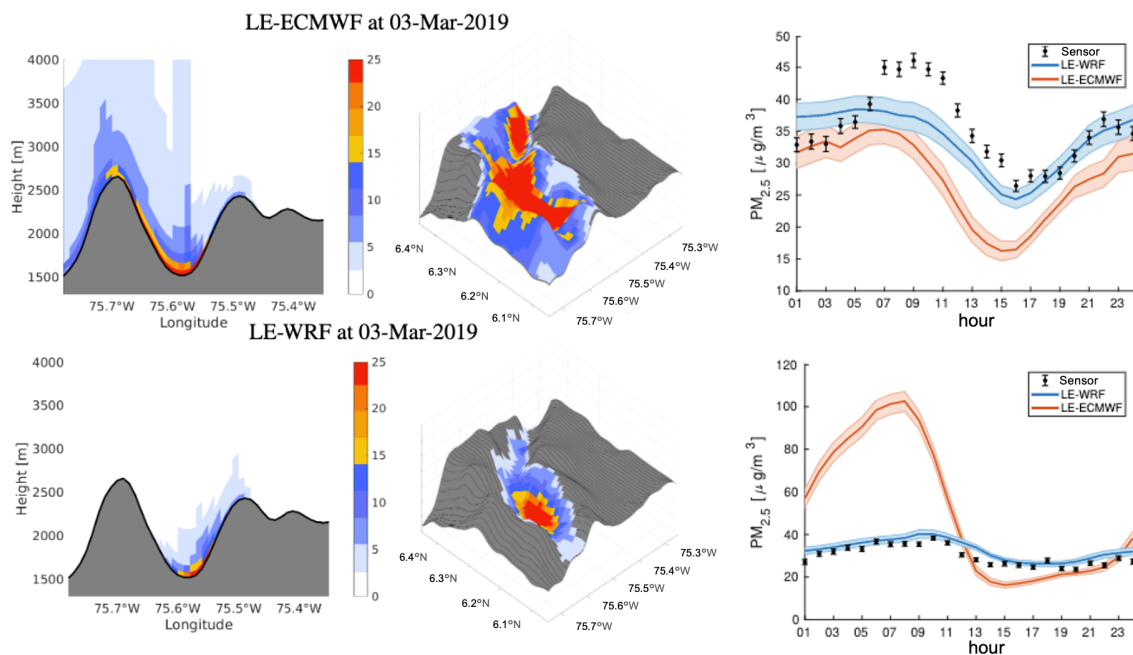 LE-ECMWF at 03-Mar-2019
4000
3500
3000
2500
2000
1500
Height [m]
75.7°W 75.6°W 75.5°W 75.4°W
Longitude
25
20
15
10
5
0
6.4°N
6.3°N
6.2°N
6.1°N
75.3°W
75.4°W
75.5°W
75.6°W
75.7°W
50
45
40
35
30
25
20
15
10
PM2.5 [ μ g/m 3 ]
Sensor
LE-WRF
LE-ECMWF
01 03 05 07 09 11 13 15 17 19 21 23
hour
LE-WRF at 03-Mar-2019
4000
3500
3000
2500
2000
1500
Height [m]
75.7°W 75.6°W 75.5°W 75.4°W
Longitude
25
20
15
10
5
0
6.4°N
6.3°N
6.2°N
6.1°N
75.3°W
75.4°W
75.5°W
75.6°W
75.7°W
120
100
80
60
40
20
0
PM2.5 [ μ g/m 3 ]
Sensor
LE-WRF
LE-ECMWF
01 03 05 07 09 11 13 15 17 19 21 23
hour